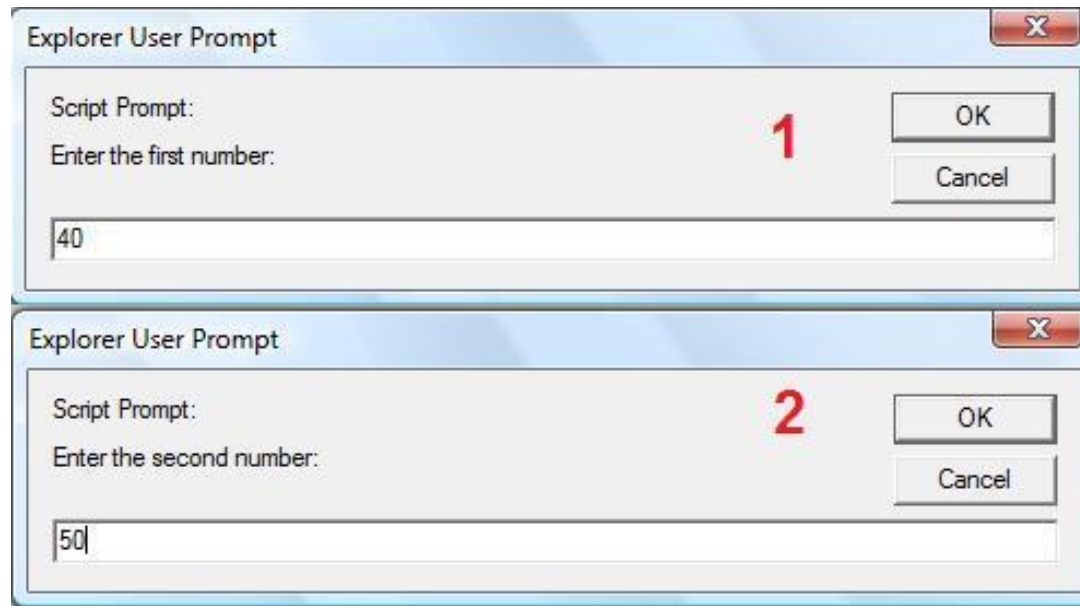 Explorer User Prompt
Script Prompt:
OK
1
Enter the first number:
Cancel
40
Explorer User Prompt
Script Prompt:
OK
2
Enter the second number:
Cancel
50